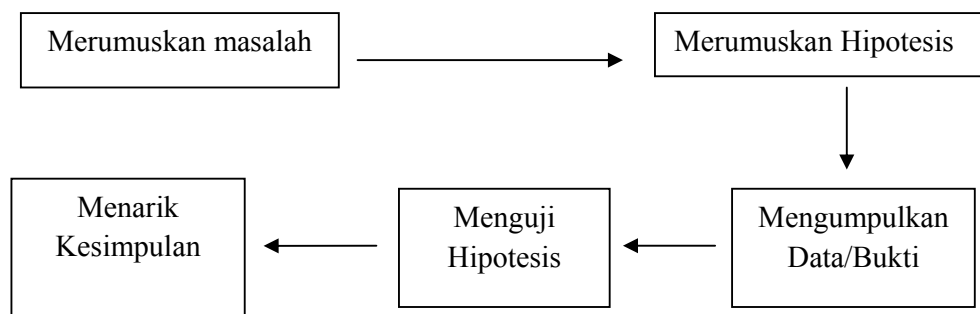 Merumuskan masalah
Merumuskan Hipotesis
Mengumpulkan
Data/Bukti
Menguji
Hipotesis
Menarik
Kesimpulan